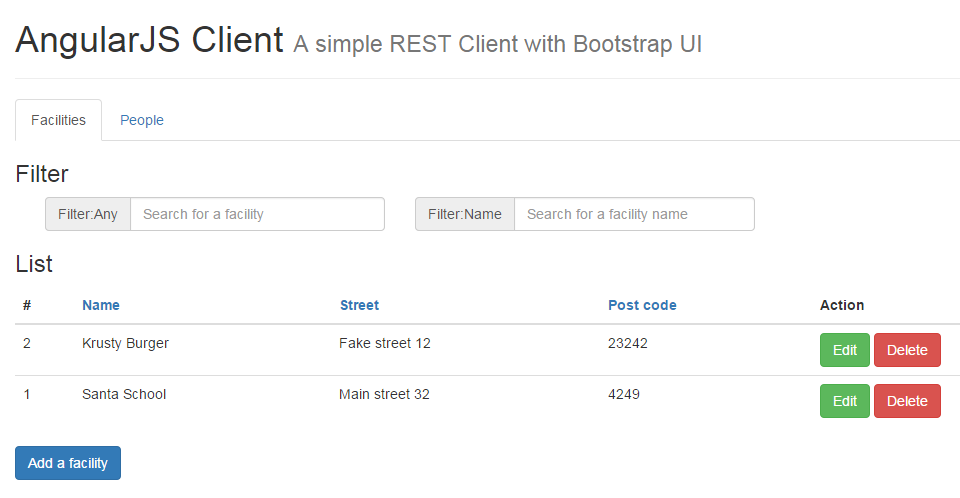 AngularJS Client A simple REST Client with Bootstrap UI
Facilities People
Filter
Filter:Any Search for a facility Filter:Name Search for a facility name
List
# Name Street Post code Action
2 Krusty Burger Fake street 12 23242 Edit Delete
1 Santa School Main street 32 4249 Edit Delete
Add a facility